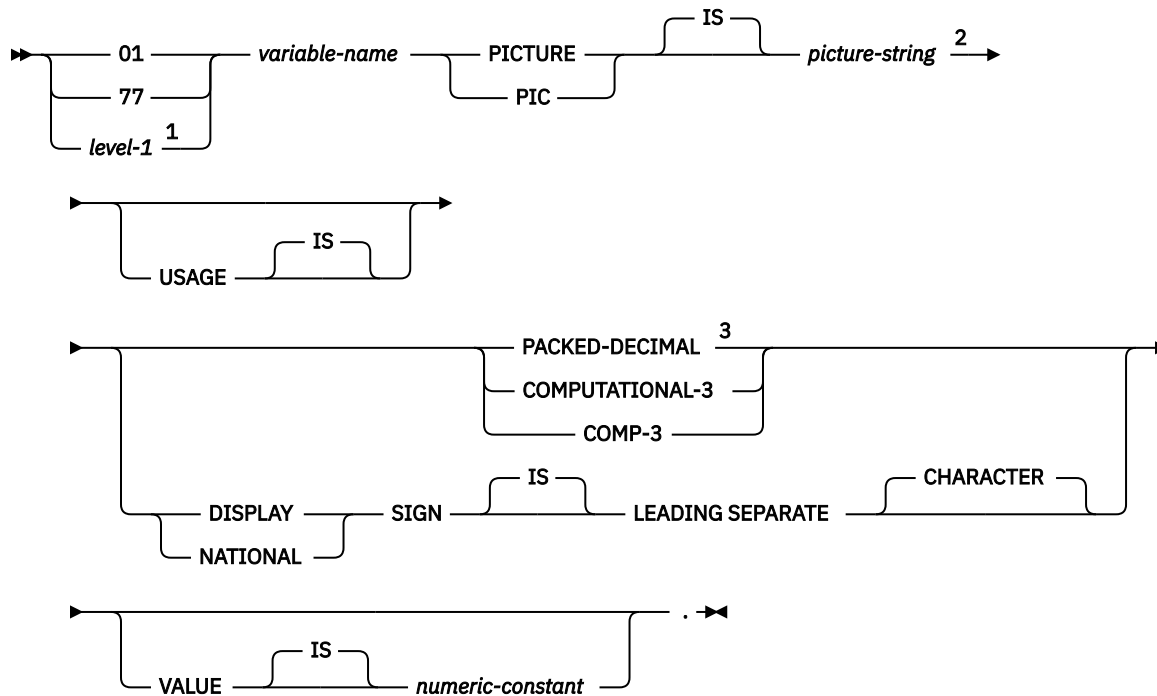 IS
01 variable-name PICTURE picture-string 2
77 PIC
level-1 1
IS
USAGE
PACKED-DECIMAL 3
COMPUTATIONAL-3
COMP-3
IS CHARACTER
DISPLAY SIGN LEADING SEPARATE
NATIONAL
.
IS
VALUE numeric-constant